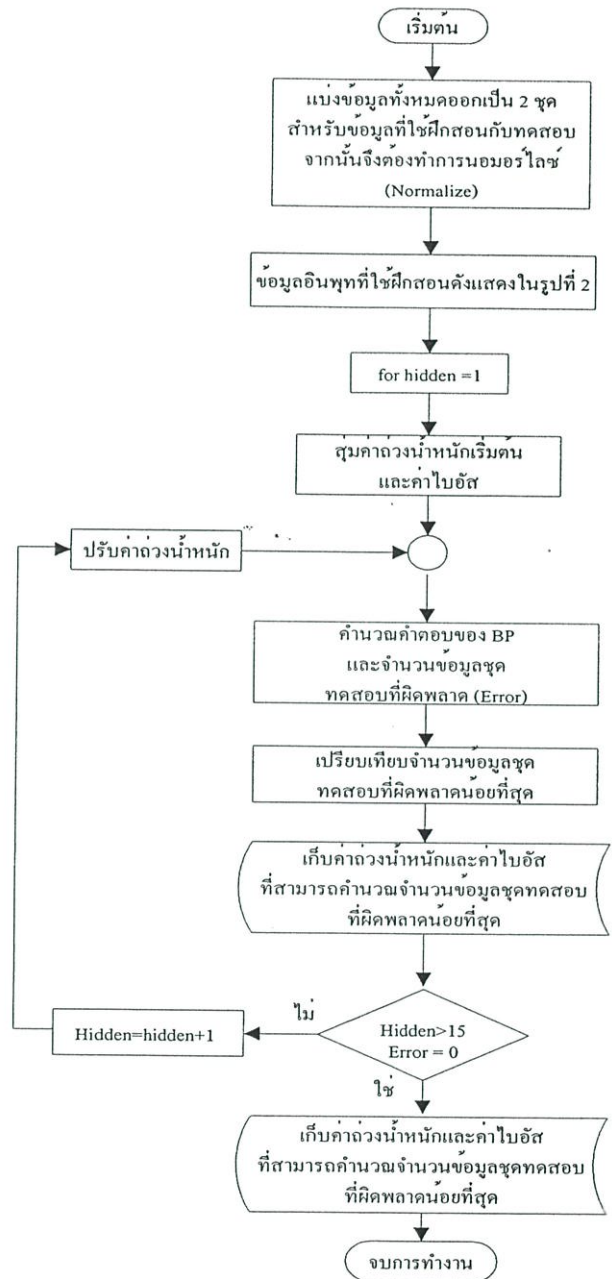 เริ่มต้น
แบ่งข้อมูลทั้งหมดออกเป็น 2 ชุด
สำหรับข้อมูลที่ใช้ฝึกสอนกับทดสอบ
จากนั้นจึงต้องทำการนอมอร์ไลซ์
(Normalize)
ข้อมูลอินพุทที่ใช้ฝึกสอนดังแสดงในรูปที่ 2
for hidden =1
สุ่มค่าถ่วงน้ำหนักเริ่มต้น
และค่าไบอัส
ปรับค่าถ่วงน้ำหนัก
คำนวณคำตอบของ BP
และจำนวนข้อมูลชุด
ทดสอบที่ผิดพลาด (Error)
เปรียบเทียบจำนวนข้อมูลชุด
ทดสอบที่ผิดพลาดน้อยที่สุด
เก็บค่าถ่วงน้ำหนักและค่าไบอัส
ที่สามารถคำนวณจำนวนข้อมูลชุดทดสอบ
ที่ผิดพลาดน้อยที่สุด
ไม่
Hidden=hidden+1
Hidden>15
Error = 0
ใช่
เก็บค่าถ่วงน้ำหนักและค่าไบอัส
ที่สามารถคำนวณจำนวนข้อมูลชุดทดสอบ
ที่ผิดพลาดน้อยที่สุด
จบการทำงาน